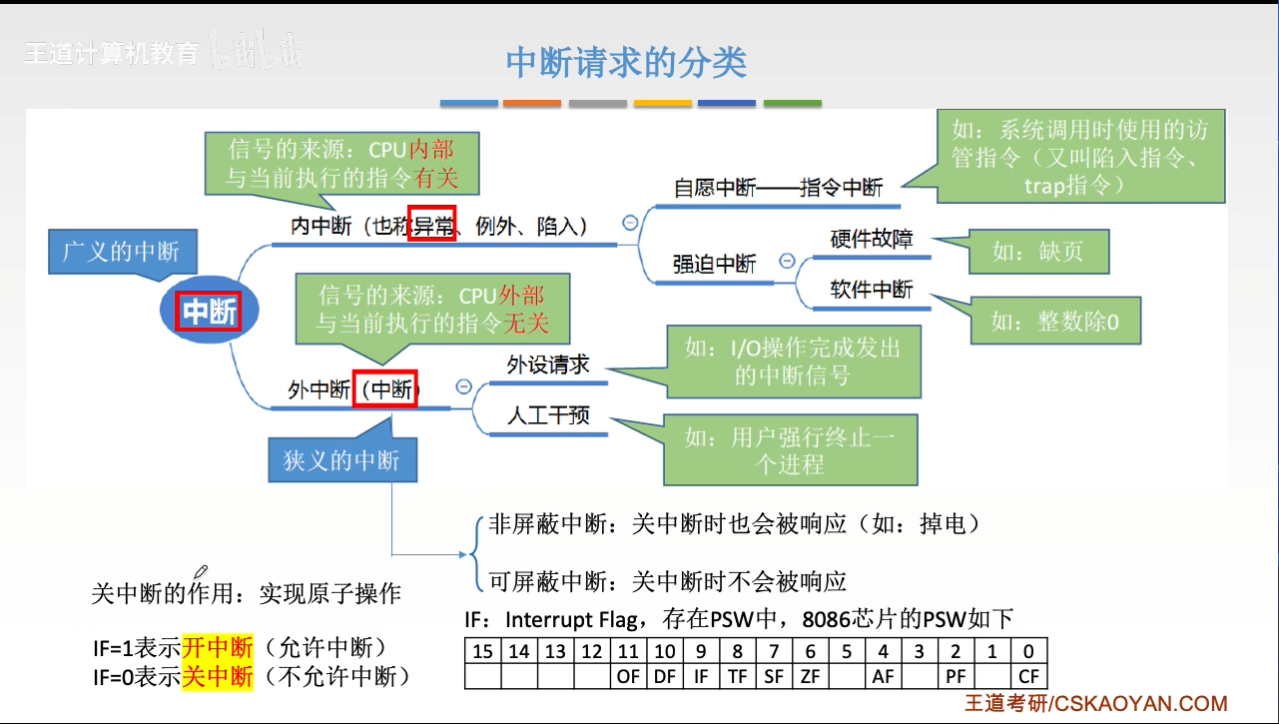 王道计算机教育 bilibili
中断请求的分类
信号的来源：CPU内部
与当前执行的指令有关
如：系统调用时使用的访
管指令（又叫陷入指令、
trap指令）
自愿中断——指令中断
内中断（也称异常、例外、陷入）
广义的中断
硬件故障
如：缺页
强迫中断
软件中断
如：整数除0
中断
信号的来源：CPU外部
与当前执行的指令无关
外设请求
如：I/O操作完成发出
的中断信号
外中断（中断）
人工干预
如：用户强行终止一
个进程
狭义的中断
非屏蔽中断：关中断时也会被响应（如：掉电）
可屏蔽中断：关中断时不会被响应
关中断的作用：实现原子操作
IF：Interrupt Flag，存在PSW中，8086芯片的PSW如下
IF=1表示开中断（允许中断）
IF=0表示关中断（不允许中断）
15 14 13 12 11 10 9 8 7 6 5 4 3 2 1 0
OF DF IF TF SF ZF AF PF CF
王道考研/CSKAOYAN.COM